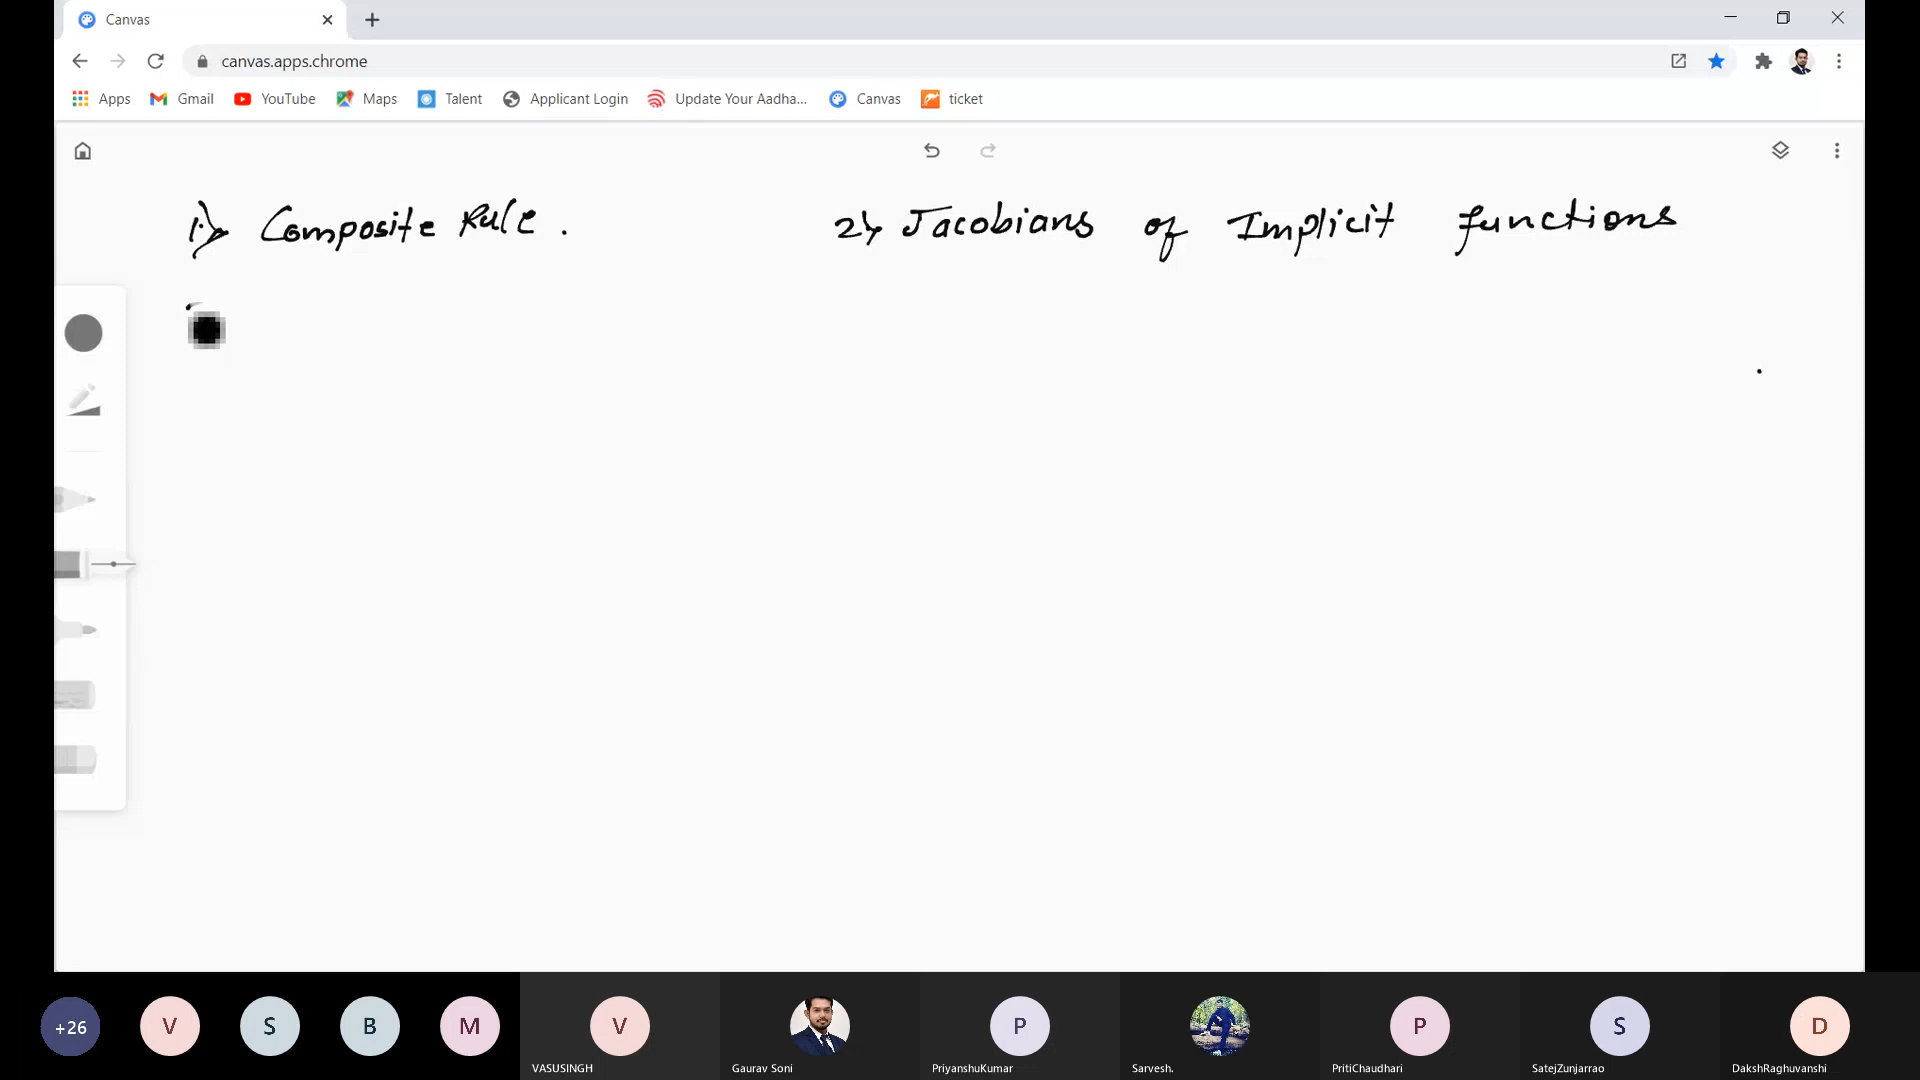 Canvas
canvas.apps.chrome
Apps Gmail YouTube Maps Talent Applicant Login Update Your Aadha... Canvas ticket
1.) Composite Rule. 2) Jacobians of Implicit functions
+26 V S B M V P P S D
VASUSINGH Gaurav Soni PriyanshuKumar Sarvesh. PritiChaudhari SatejZunjarrao DakshRaghuvanshi